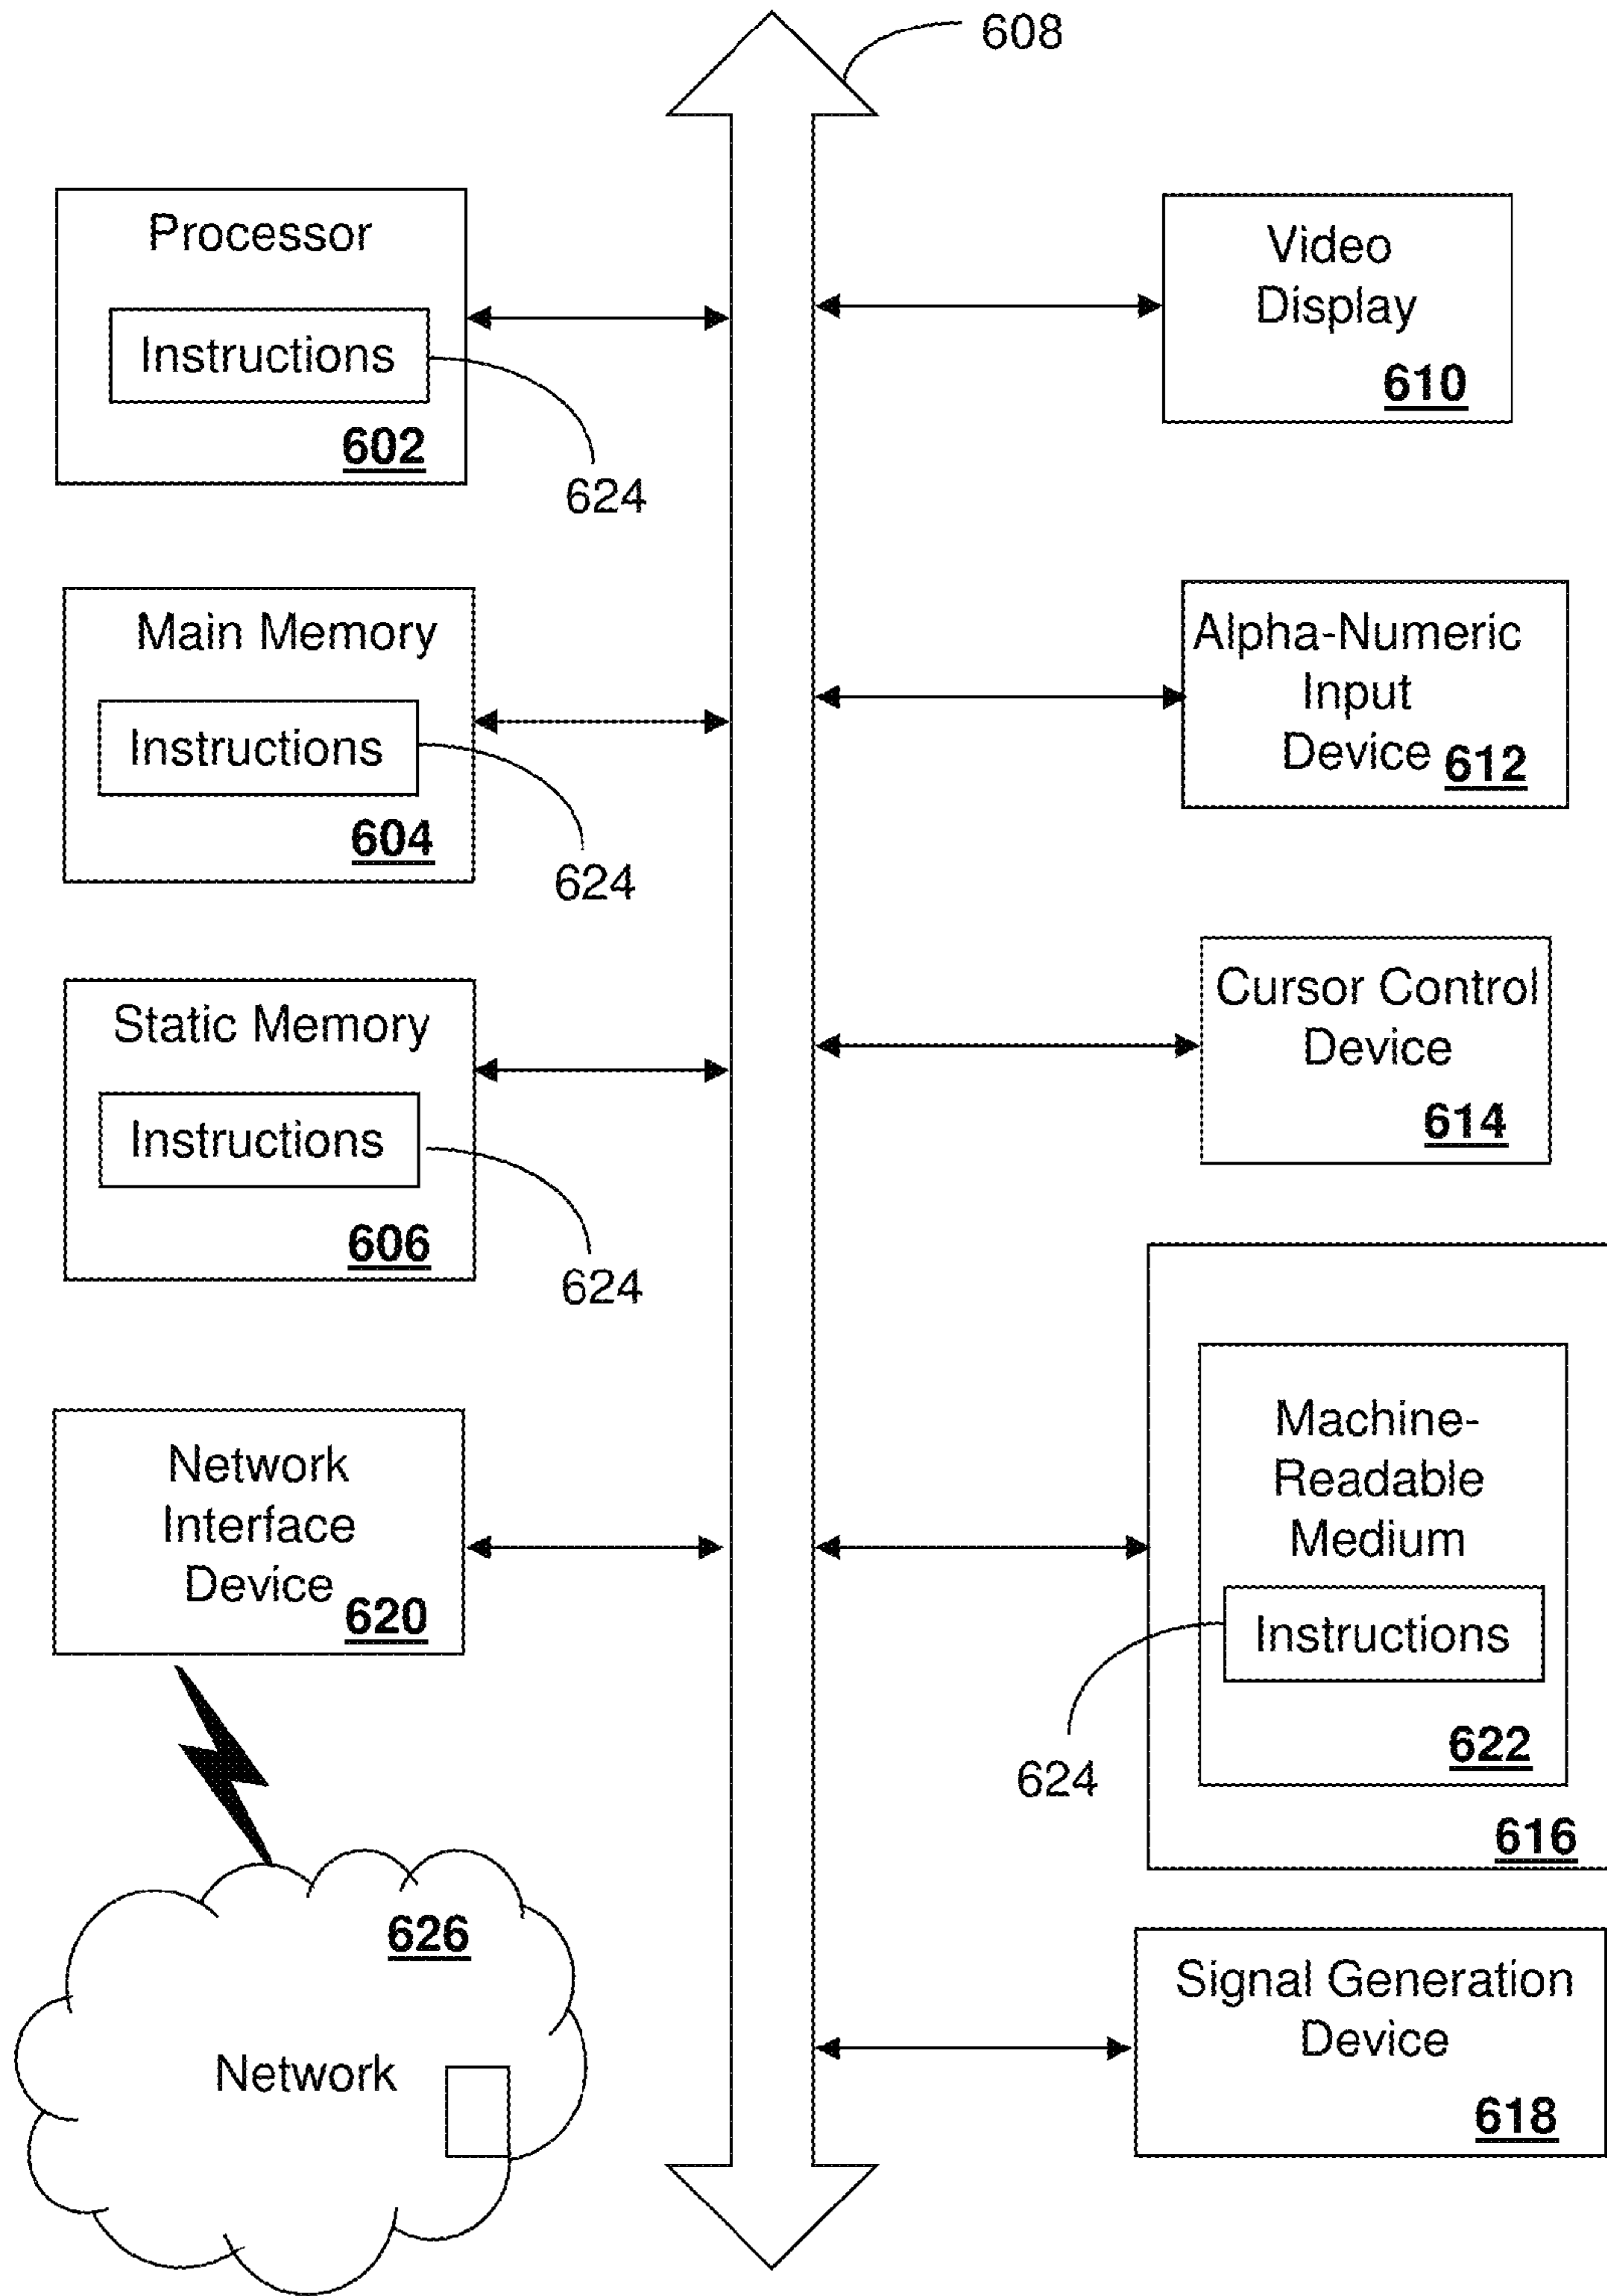 608
Processor
Instructions
602
624
Main Memory
Instructions
604
624
Static Memory
Instructions
606
624
Network
Interface
Device
620
626
Network
Video
Display
610
Alpha-Numeric
Input
Device
612
Cursor Control
Device
614
Machine-
Readable
Medium
Instructions
622
624
616
Signal Generation
Device
618